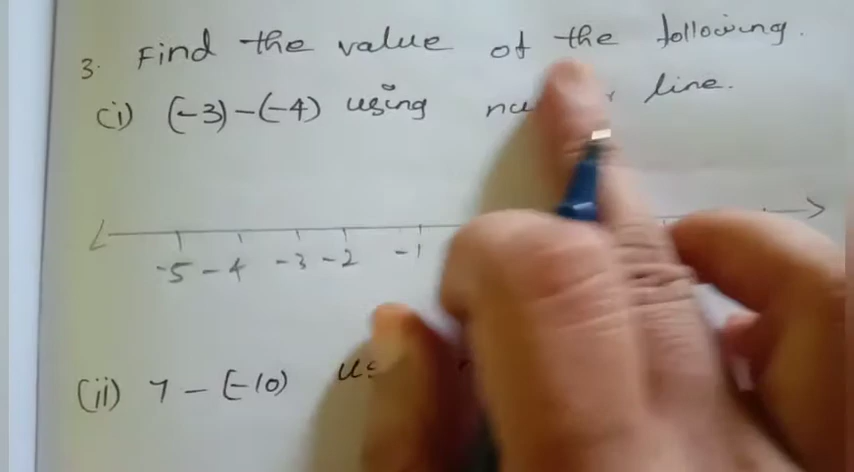 3. Find the value of the following.
(i) (-3)-(-4) using line.
-5 -4 -3 -2 -1
(ii) 7 - (-10)